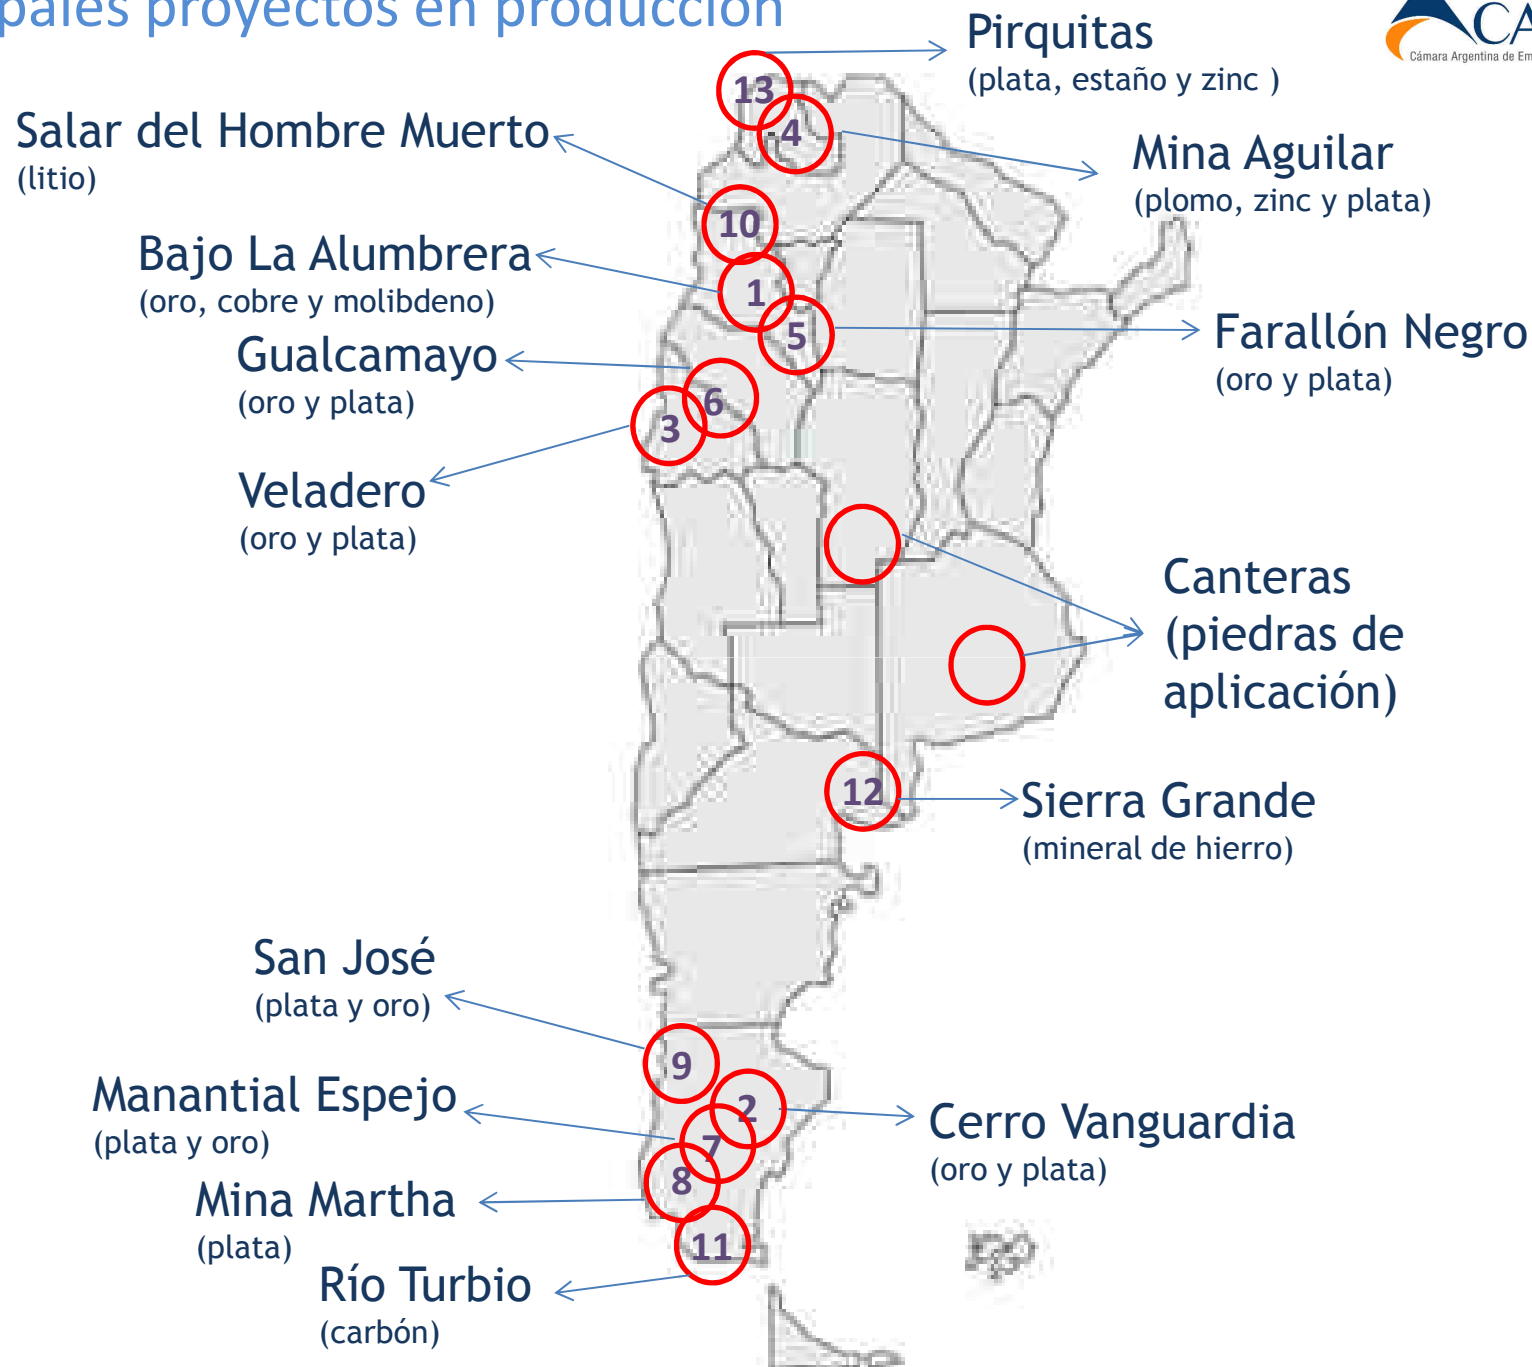 pales proyectos en producción
CA
Cámara Argentina de Em
Pirquitas
(plata, estaño y zinc )
13
Salar del Hombre Muerto
(litio)
4
Mina Aguilar
(plomo, zinc y plata)
10
Bajo La Alumbrera
(oro, cobre y molibdeno)
1
5
Farallón Negro
(oro y plata)
Gualcamayo
(oro y plata)
6
3
Veladero
(oro y plata)
Canteras
(piedras de
aplicación)
12
Sierra Grande
(mineral de hierro)
San José
(plata y oro)
9
Manantial Espejo
(plata y oro)
2
Cerro Vanguardia
(oro y plata)
7
8
Mina Martha
(plata)
11
Río Turbio
(carbón)